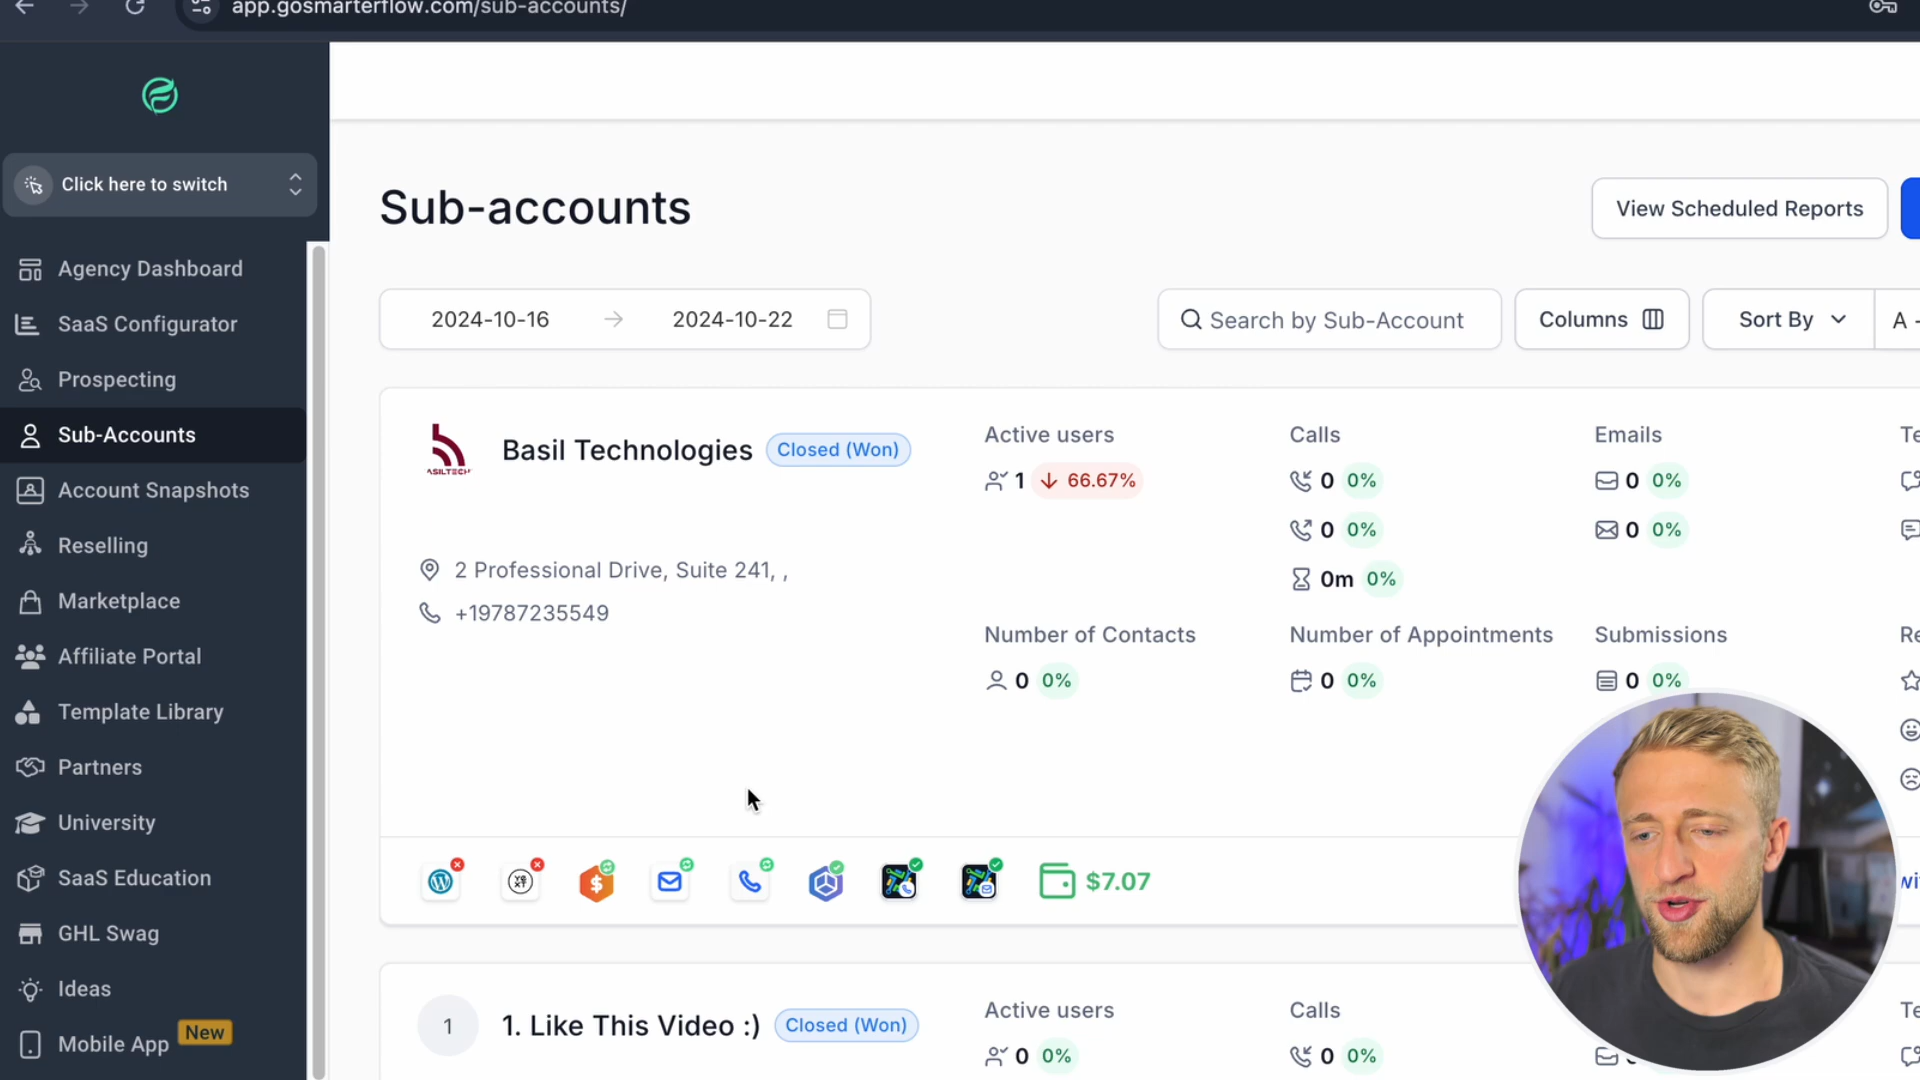 app.gosmarterflow.com/sub-accounts/
Click here to switch
Agency Dashboard
SaaS Configurator
Prospecting
Sub-Accounts
Account Snapshots
Reselling
Marketplace
Affiliate Portal
Template Library
Partners
University
SaaS Education
GHL Swag
Ideas
Mobile App New
Sub-accounts
View Scheduled Reports
2024-10-16 → 2024-10-22
Search by Sub-Account
Columns
Sort By
A -
ASILTECH
Basil Technologies Closed (Won)
2 Professional Drive, Suite 241, ,
+19787235549
Active users
1 ↓ 66.67%
Calls
0 0%
0 0%
0m 0%
Emails
0 0%
0 0%
Te
Number of Contacts
0 0%
Number of Appointments
0 0%
Submissions
0 0%
Re
$7.07
wi
1 1. Like This Video :) Closed (Won)
Active users
0 0%
Calls
0 0%
Te